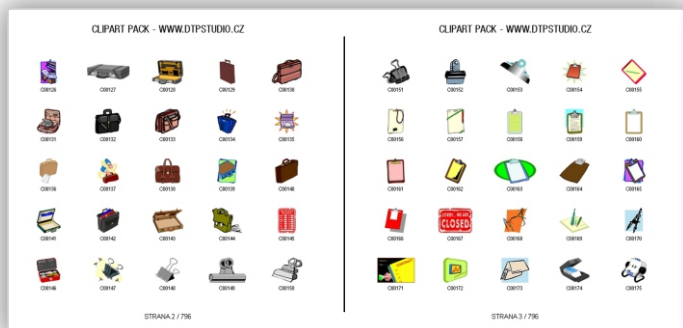 CLIPART PACK - WWW.DTPSTUDIO.CZ
C00126 C00127 C00128 C00129 C00130
C00131 C00132 C00133 C00134 C00135
C00136 C00137 C00138 C00139 C00140
C00141 C00142 C00143 C00144 C00145
C00146 C00147 C00148 C00149 C00150
STRANA 2 / 796
CLIPART PACK - WWW.DTPSTUDIO.CZ
C00151 C00152 C00153 C00154 C00155
C00156 C00157 C00158 C00159 C00160
C00161 C00162 C00163 C00164 C00165
CLOSED
C00166 C00167 C00168 C00169 C00170
C00171 C00172 C00173 C00174 C00175
STRANA 3 / 796